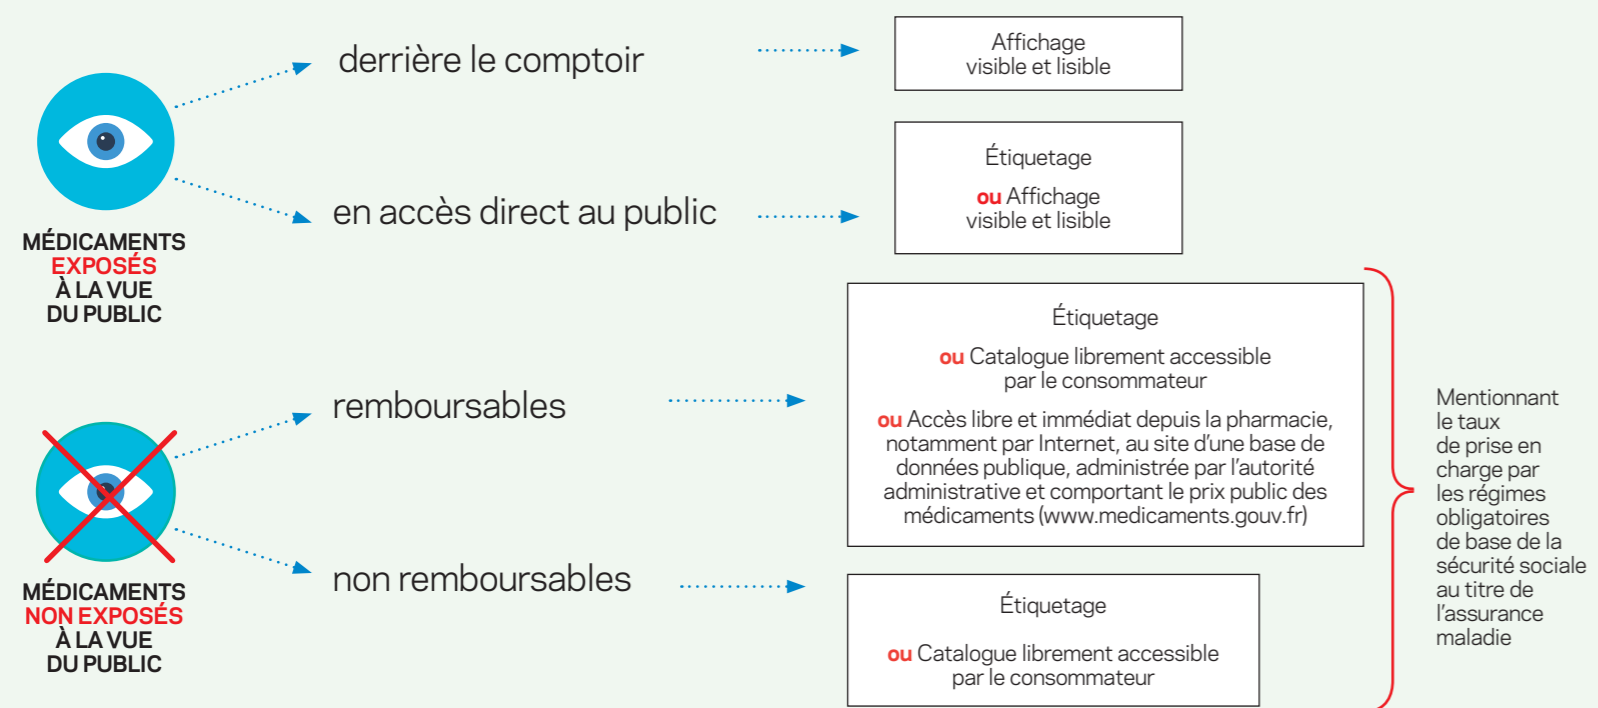 derrière le comptoir
Affichage
visible et lisible
en accès direct au public
Étiquetage
ou Affichage
visible et lisible
MÉDICAMENTS
EXPOSÉS
À LA VUE
DU PUBLIC
remboursables
Étiquetage
ou Catalogue librement accessible
par le consommateur
ou Accès libre et immédiat depuis la pharmacie,
notamment par Internet, au site d’une base de
données publique, administrée par l’autorité
administrative et comportant le prix public des
médicaments (www.medicaments.gouv.fr)
non remboursables
Étiquetage
ou Catalogue librement accessible
par le consommateur
MÉDICAMENTS
NON EXPOSÉS
À LA VUE
DU PUBLIC
Mentionnant
le taux
de prise en
charge par
les régimes
obligatoires
de base de la
sécurité sociale
au titre de
l’assurance
maladie